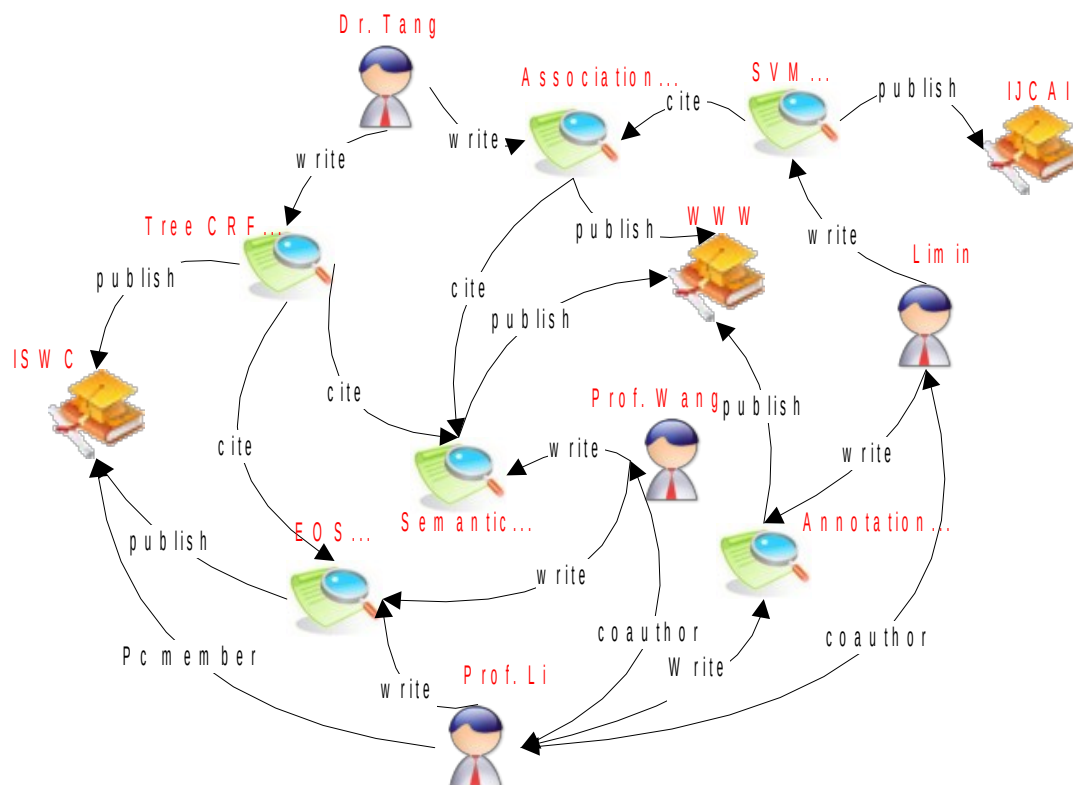 Dr. Tang
Association...
SVM...
IJCAI
cite
publish
write
write
Tree CRF...
publish
WWW
write
Limin
publish
cite
publish
ISWC
cite
Prof. Wang
publish
cite
write
write
Semantic...
EOS...
Annotation...
publish
write
coauthor
coauthor
Pc member
Write
Prof. Li
write